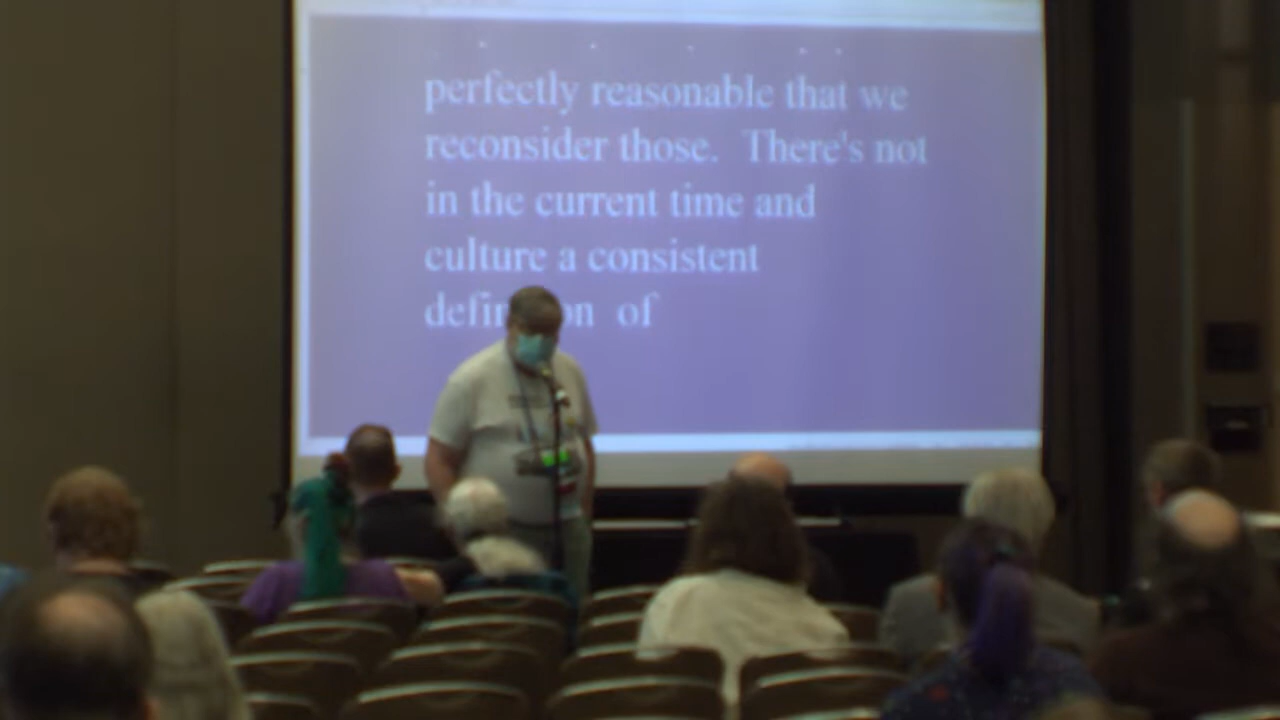 perfectly reasonable that we
reconsider those.  There's not
in the current time and
culture a consistent
of